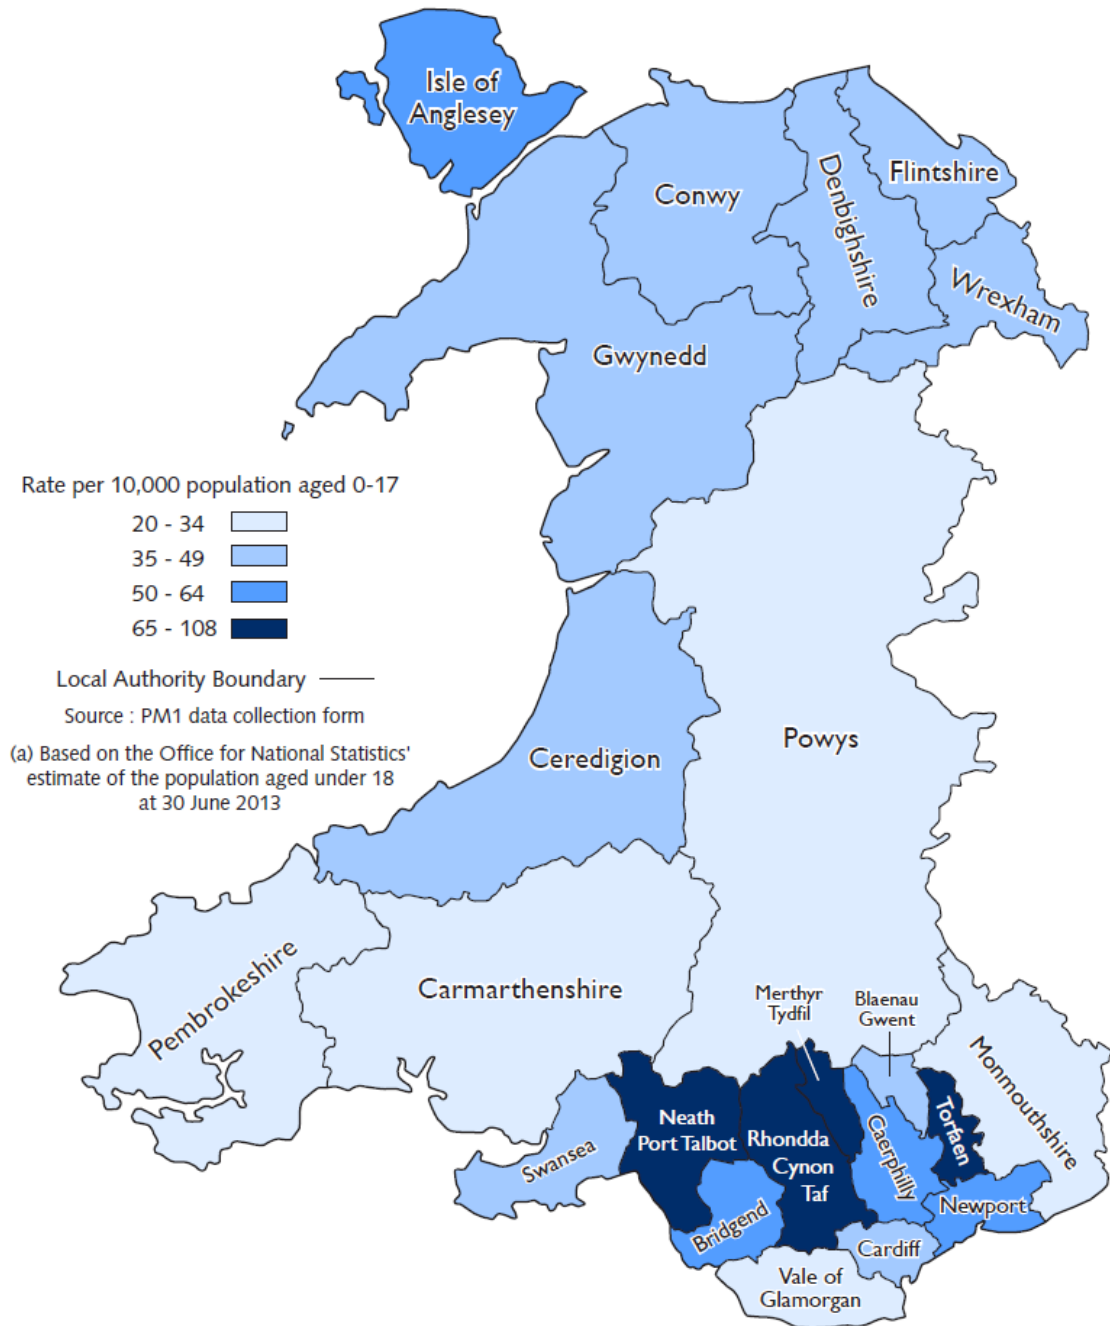 Isle of
Anglesey
Conwy
Denbighshire
Flintshire
Wrexham
Gwynedd
Rate per 10,000 population aged 0-17
20 - 34
35 - 49
50 - 64
65 - 108
Local Authority Boundary
Source : PM1 data collection form
(a) Based on the Office for National Statistics'
estimate of the population aged under 18
at 30 June 2013
Ceredigion
Powys
Pembrokeshire
Carmarthenshire
Merthyr
Tydfil
Blaenau
Gwent
Monmouthshire
Swansea
Neath
Port Talbot
Rhondda
Cynon
Taf
Caerphilly
Torfaen
Bridgend
Newport
Cardiff
Vale of
Glamorgan